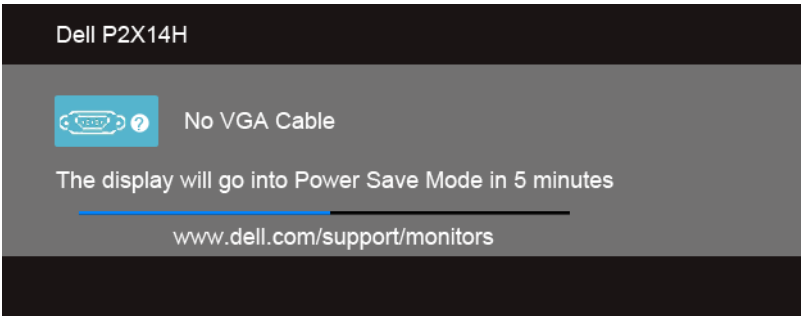 Dell P2X14H
No VGA Cable
The display will go into Power Save Mode in 5 minutes
www.dell.com/support/monitors